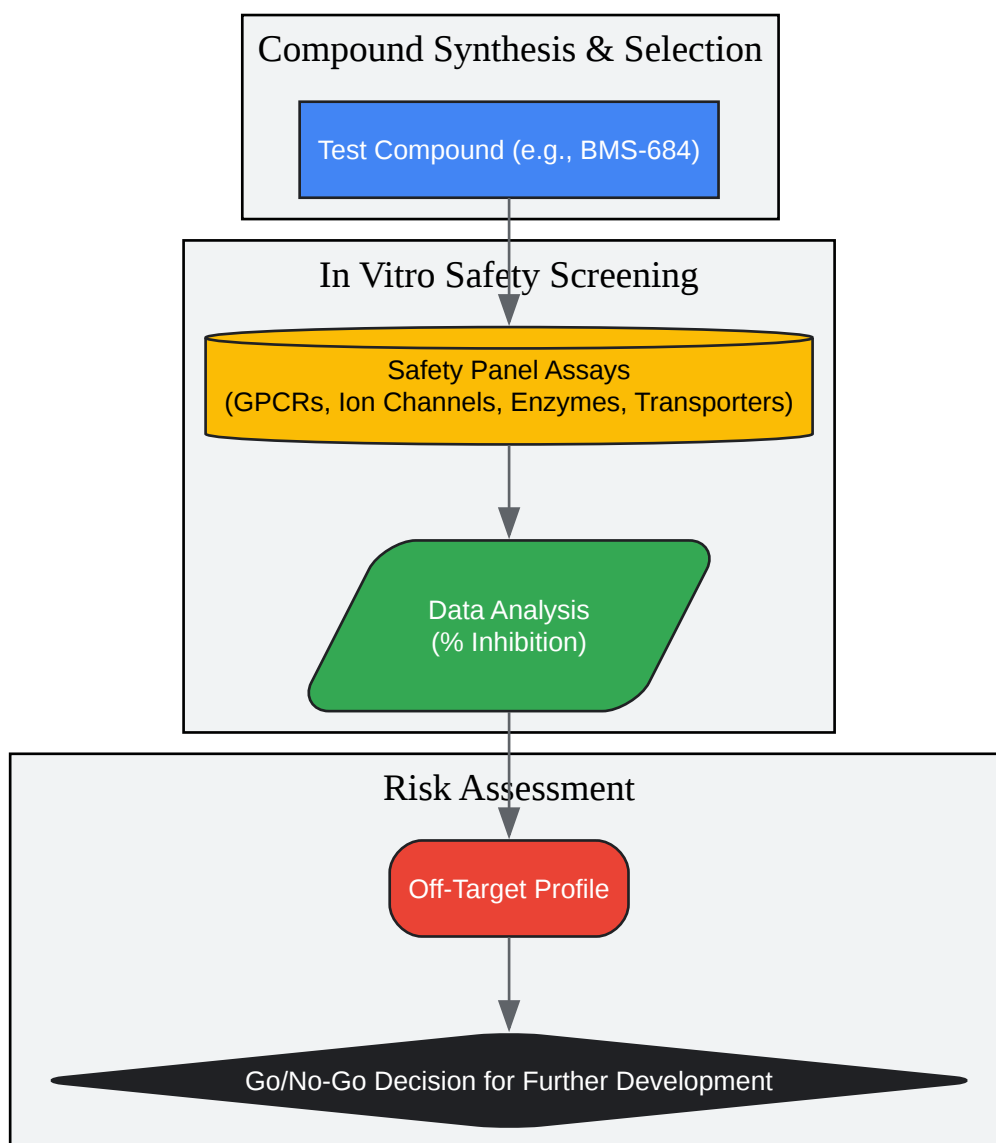 Compound Synthesis & Selection
Test Compound (e.g., BMS-684)
In Vitro Safety Screening
Safety Panel Assays
(GPCRs, Ion Channels, Enzymes, Transporters)
Data Analysis
(% Inhibition)
Risk Assessment
Off-Target Profile
Go/No-Go Decision for Further Development